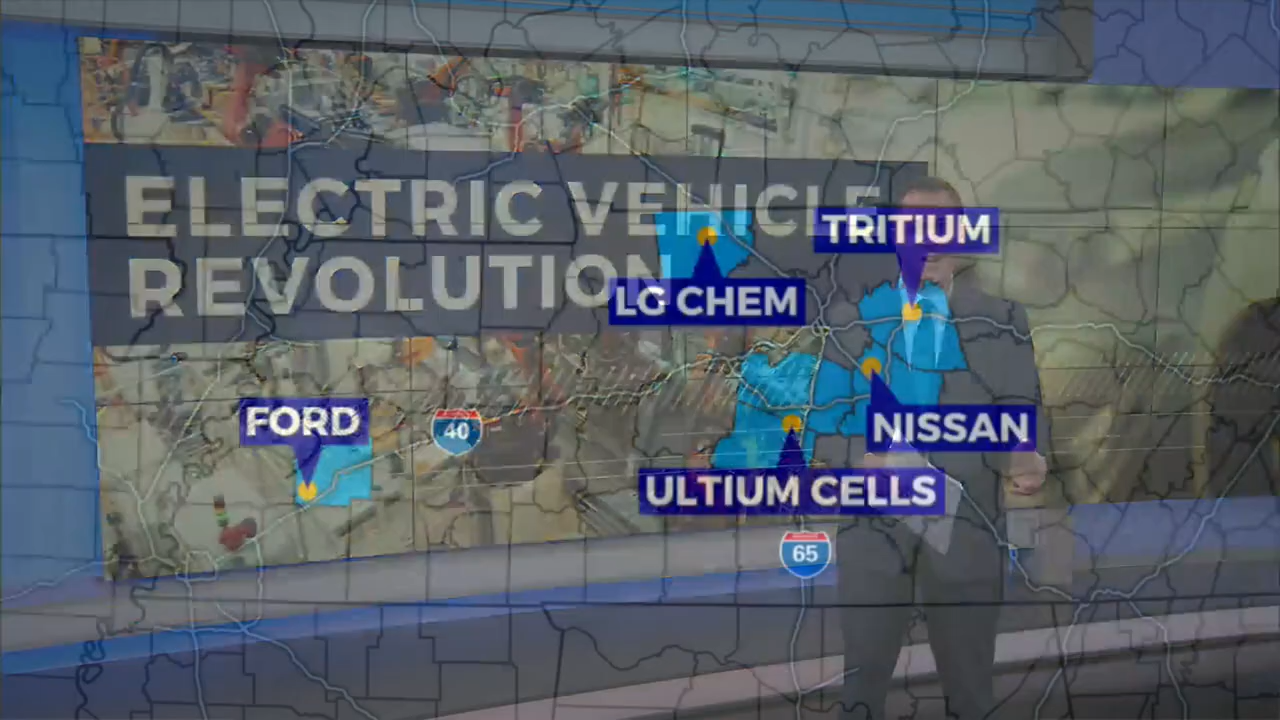 ELECTRIC VEHICLE
REVOLUTION
TRITIUM
LG CHEM
FORD
40
NISSAN
ULTIUM CELLS
65